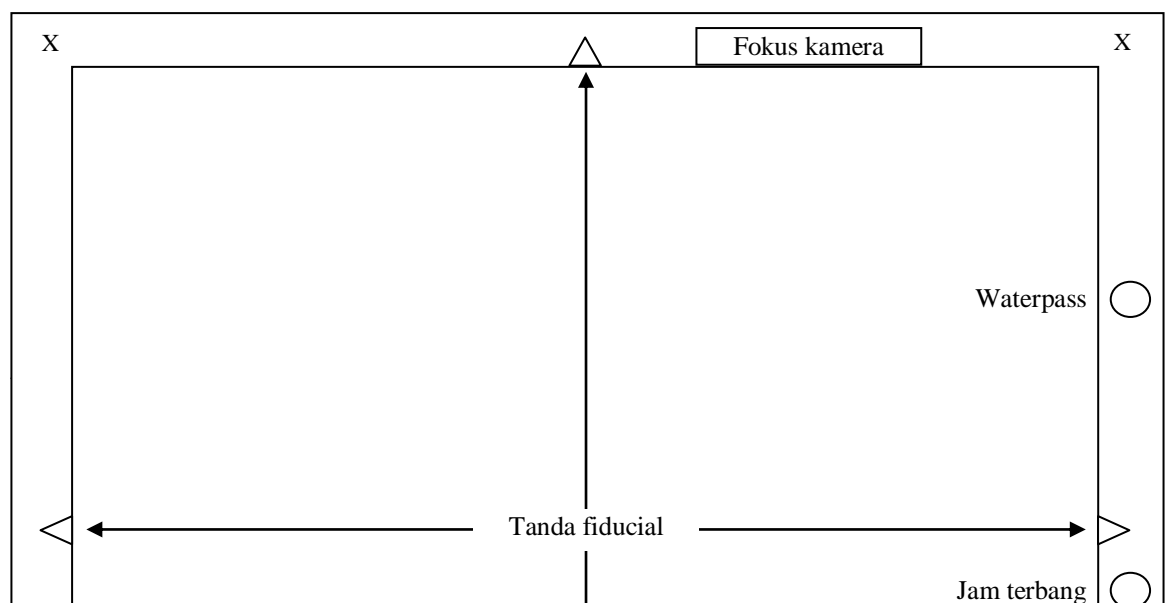 X
Fokus kamera
X
Waterpass
Tanda fiducial
Jam terbang